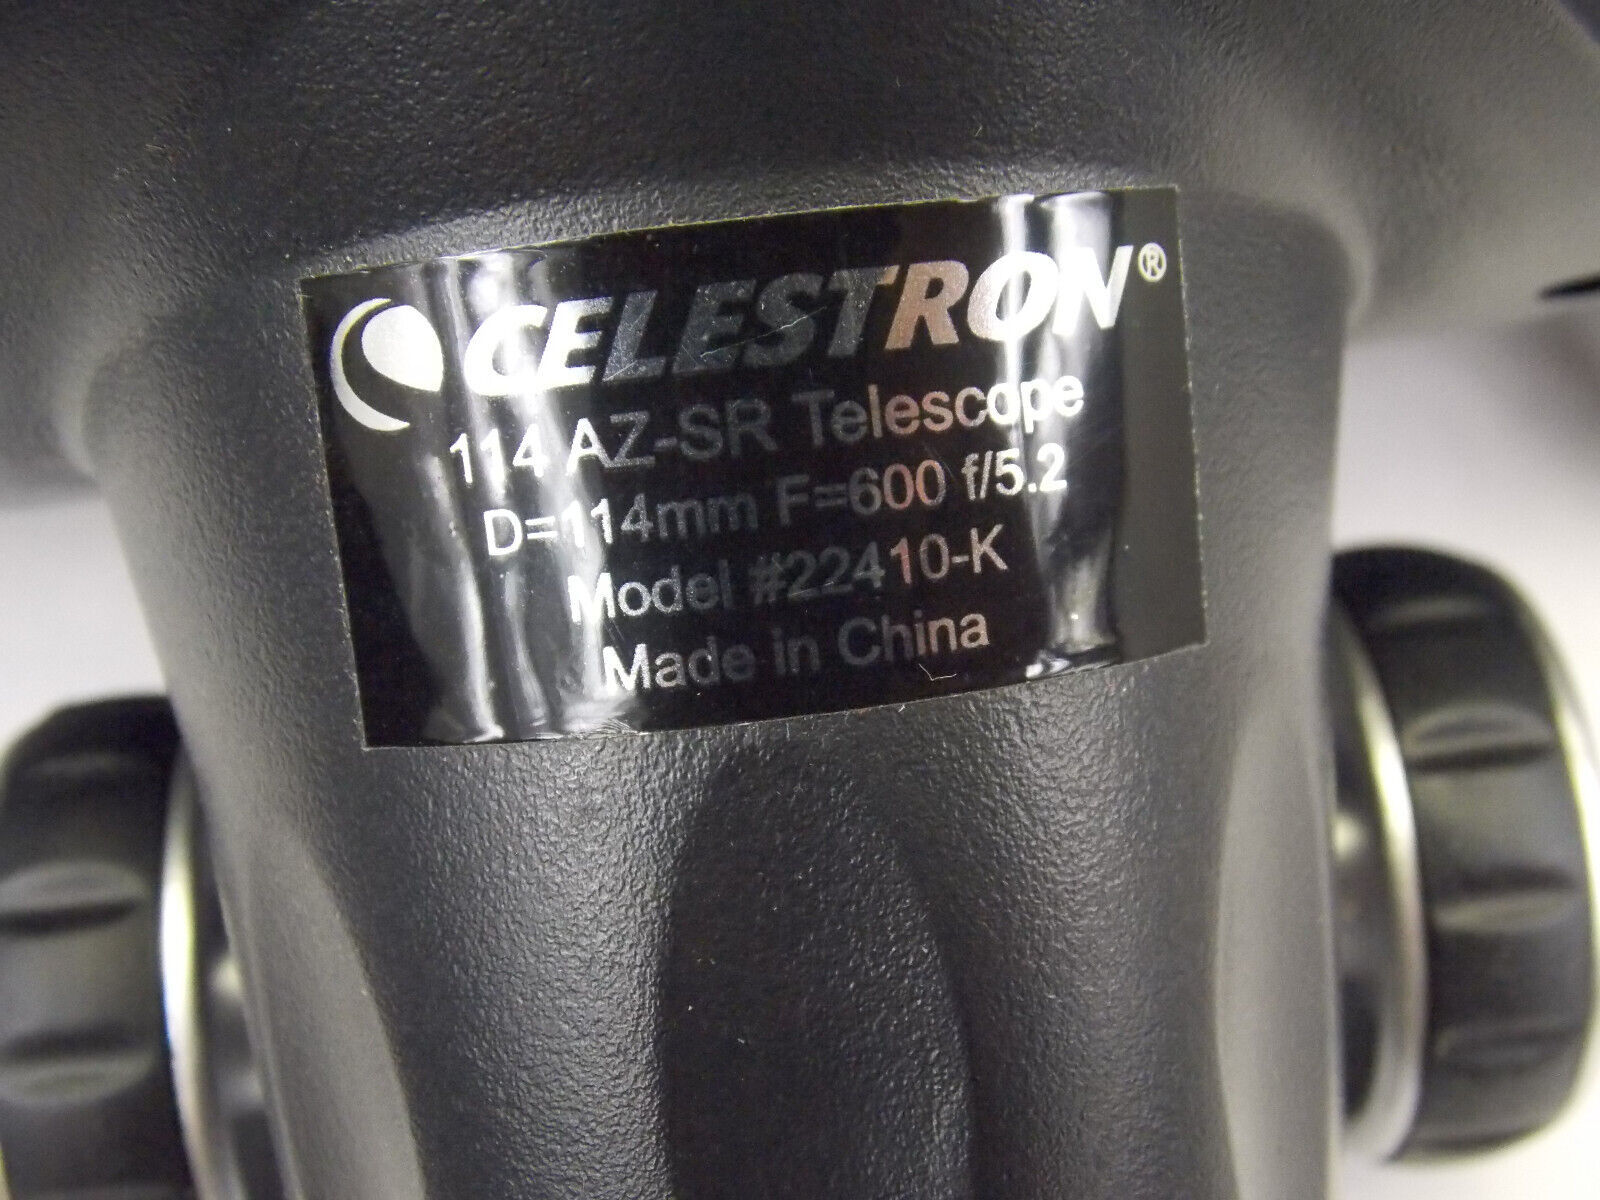 CELESTRON®
114 AZ-SR Telescope
D=114mm F=600 f/5.2
Model #22410-K
Made in China